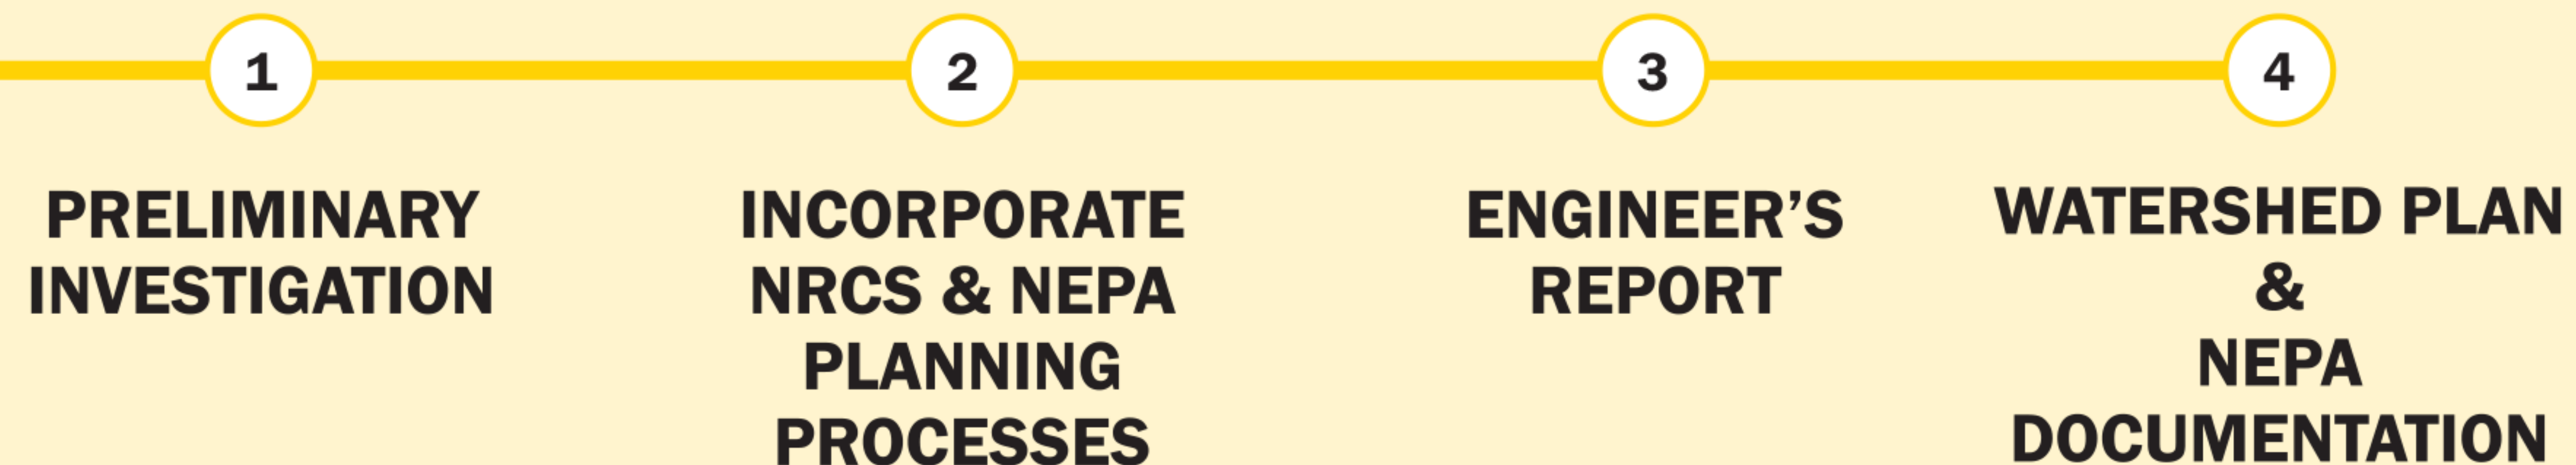 1
PRELIMINARY
INVESTIGATION
2
INCORPORATE
NRCS & NEPA
PLANNING
PROCESSES
3
ENGINEER’S
REPORT
4
WATERSHED PLAN
&
NEPA
DOCUMENTATION